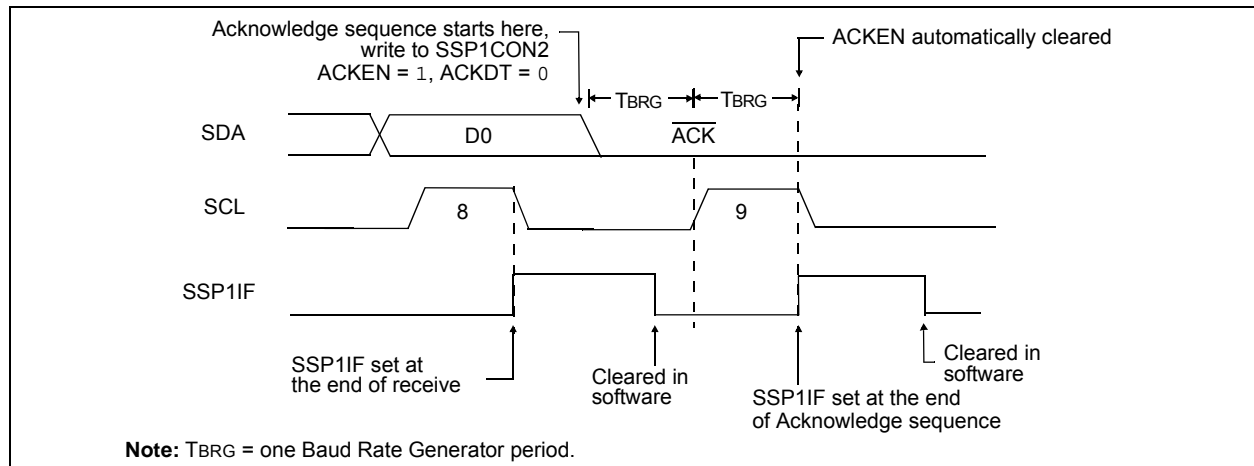 Acknowledge sequence starts here,
write to SSP1CON2
ACKEN = 1, ACKDT = 0
ACKEN automatically cleared
TBRG
TBRG
SDA
D0
ACK
SCL
8
9
SSP1IF
SSP1IF set at
the end of receive
Cleared in
software
SSP1IF set at the end
of Acknowledge sequence
Cleared in
software
Note: TBRG = one Baud Rate Generator period.